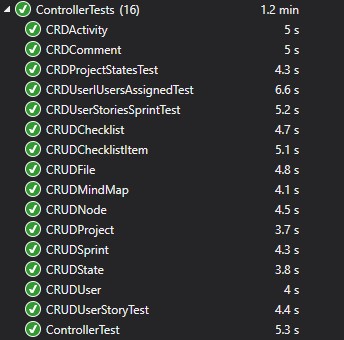 ControllerTests (16) 1.2 min
CRDActivity 5 s
CRDComment 5 s
CRDProjectStatesTest 4.3 s
CRDUserIUsersAssignedTest 6.6 s
CRDUserStoriesSprintTest 5.2 s
CRUDChecklist 4.7 s
CRUDChecklistItem 5.1 s
CRUDFile 4.8 s
CRUDMindMap 4.1 s
CRUDNode 4.5 s
CRUDProject 3.7 s
CRUDSprint 4.3 s
CRUDState 3.8 s
CRUDUser 4 s
CRUDUserStoryTest 4.4 s
ControllerTest 5.3 s